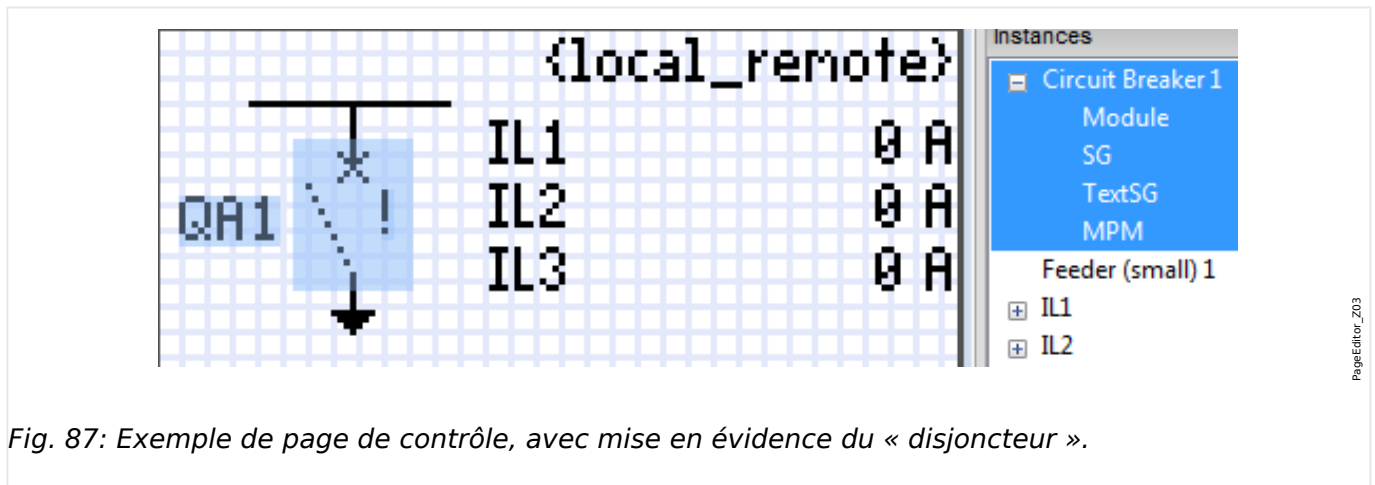 {local_remote}
IL1 0 A
QA1 ! IL2 0 A
IL3 0 A
Instances
Circuit Breaker 1
Module
SG
TextSG
MPM
Feeder (small) 1
IL1
IL2
PageEditor_Z03
Fig. 87: Exemple de page de contrôle, avec mise en évidence du « disjoncteur ».